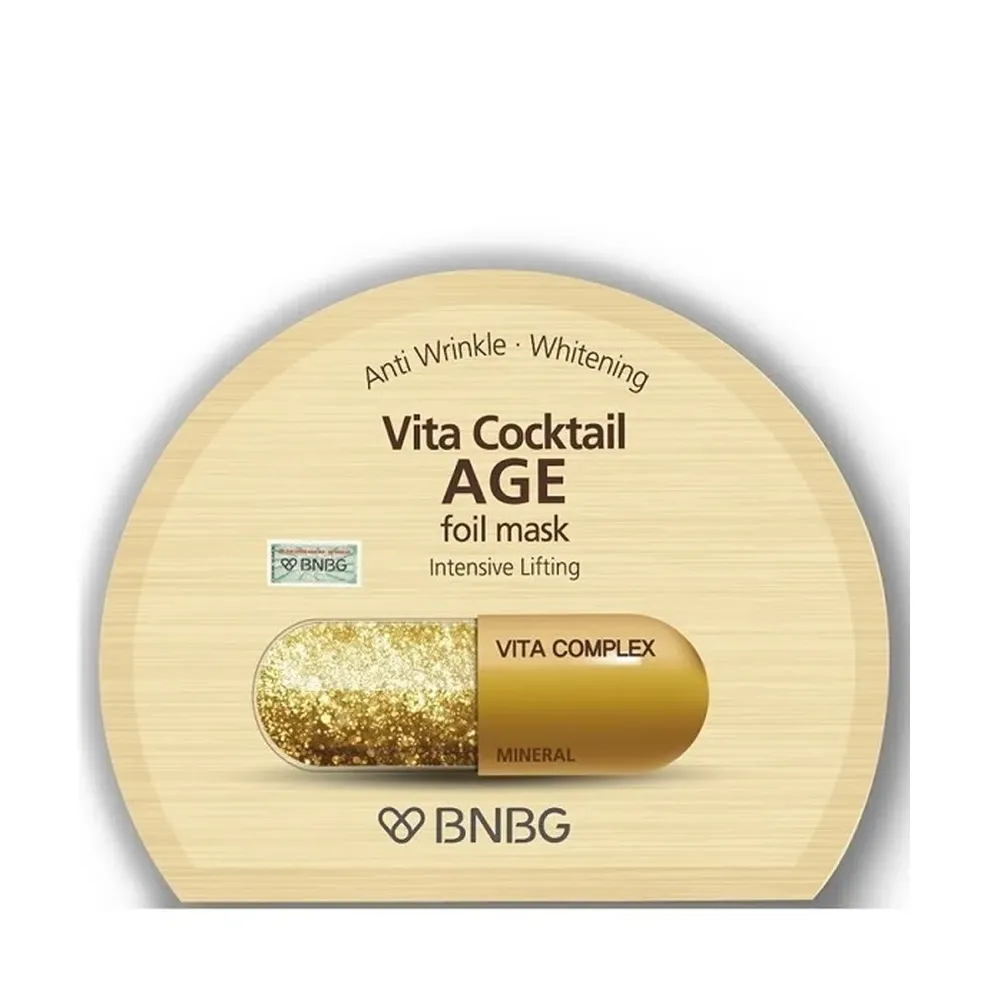 Anti Wrinkle · Whitening
Vita Cocktail
AGE
foil mask
Intensive Lifting
BNBG
VITA COMPLEX
MINERAL
BNBG